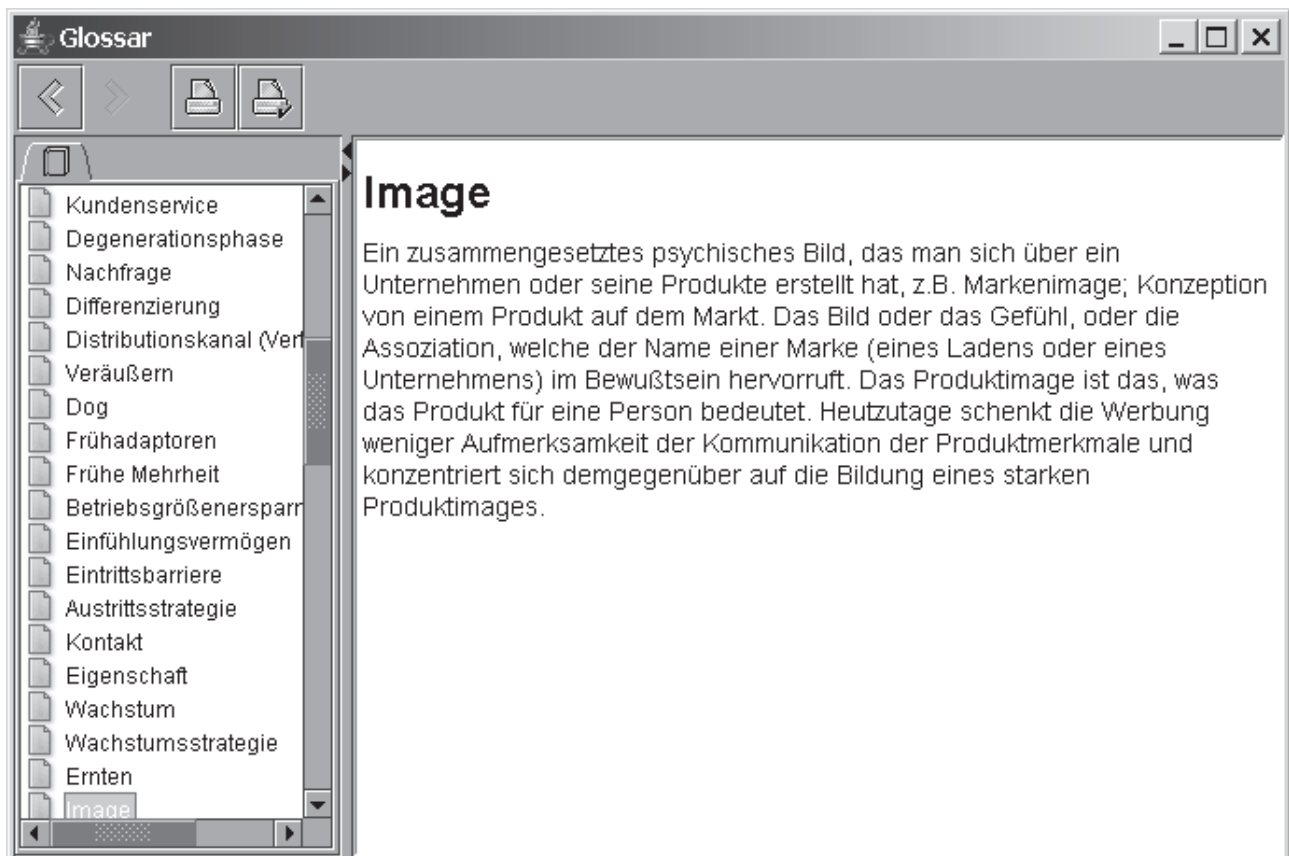 Glossar
Kundenservice
Degenerationsphase
Nachfrage
Differenzierung
Distributionskanal (Vert
Veräußern
Dog
Frühadaptoren
Frühe Mehrheit
Betriebsgrößenersparr
Einfühlungsvermögen
Eintrittsbarriere
Austrittsstrategie
Kontakt
Eigenschaft
Wachstum
Wachstumsstrategie
Ernten
Image
Image
Ein zusammengesetztes psychisches Bild, das man sich über ein
Unternehmen oder seine Produkte erstellt hat, z.B. Markenimage; Konzeption
von einem Produkt auf dem Markt. Das Bild oder das Gefühl, oder die
Assoziation, welche der Name einer Marke (eines Ladens oder eines
Unternehmens) im Bewußtsein hervorruft. Das Produktimage ist das, was
das Produkt für eine Person bedeutet. Heutzutage schenkt die Werbung
weniger Aufmerksamkeit der Kommunikation der Produktmerkmale und
konzentriert sich demgegenüber auf die Bildung eines starken
Produktimages.